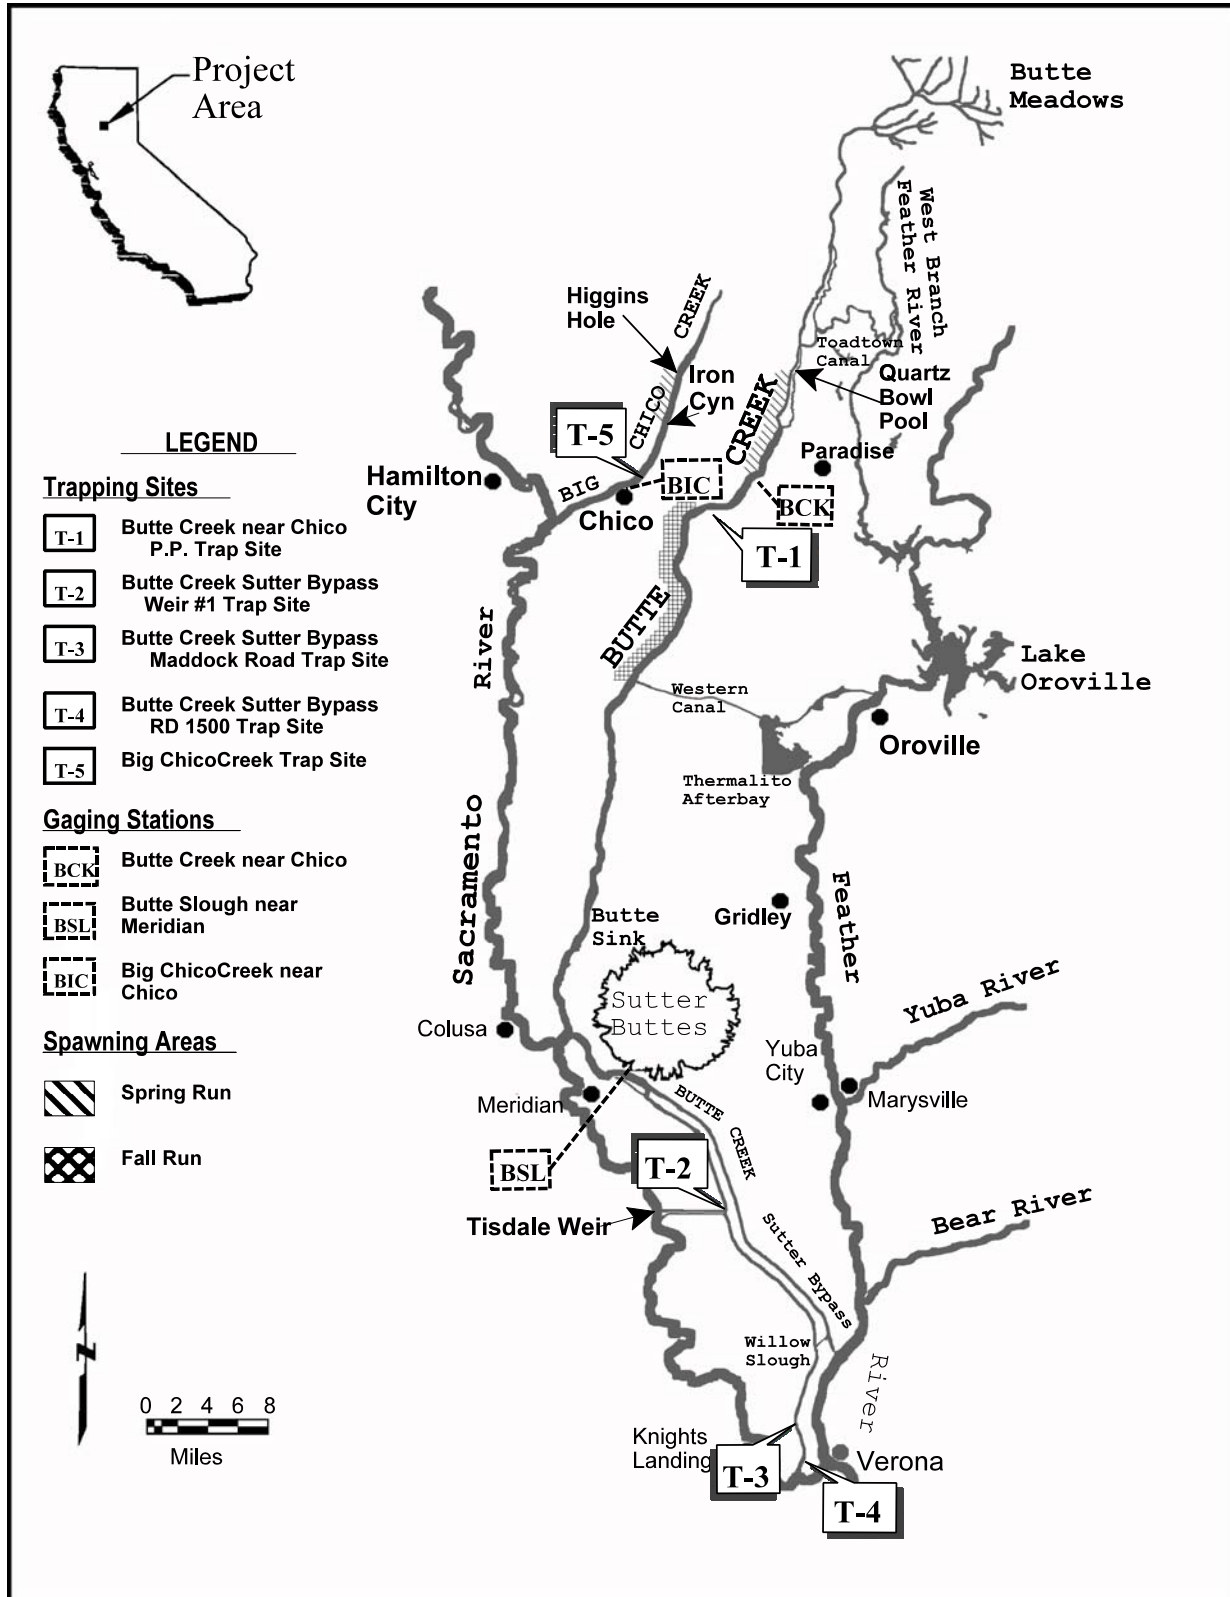 Project
Area
Butte
Meadows
West Branch
Feather River
Higgins
Hole
CREEK
CHICO
BIG
Iron
Cyn
Toadtown
Canal
Quartz
Bowl
Pool
CREEK
BUTTE
T-5
Paradise
Hamilton
City
BIC
Chico
BCK
T-1
River
Sacramento
Lake
Oroville
Western
Canal
Oroville
Thermalito
Afterbay
Feather
Gridley
Butte
Sink
Sutter
Buttes
Colusa
Yuba River
Yuba
City
Marysville
Meridian
BUTTE
CREEK
BSL
T-2
Tisdale Weir
Bear River
Sutter Bypass
Willow
Slough
River
Knights
Landing
T-3
Verona
T-4
LEGEND
Trapping Sites
T-1
Butte Creek near Chico
P.P. Trap Site
T-2
Butte Creek Sutter Bypass
Weir #1 Trap Site
T-3
Butte Creek Sutter Bypass
Maddock Road Trap Site
T-4
Butte Creek Sutter Bypass
RD 1500 Trap Site
T-5
Big ChicoCreek Trap Site
Gaging Stations
BCK
Butte Creek near Chico
BSL
Butte Slough near
Meridian
BIC
Big ChicoCreek near
Chico
Spawning Areas
Spring Run
Fall Run
N
0 2 4 6 8
Miles